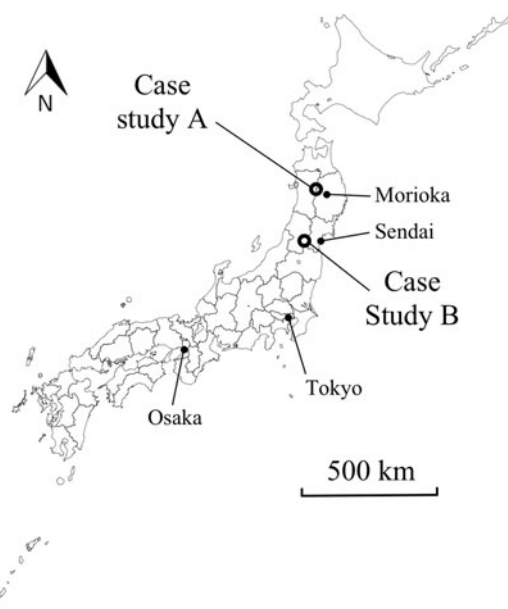 N
Case
study A
Morioka
Sendai
Case
Study B
Tokyo
Osaka
500 km